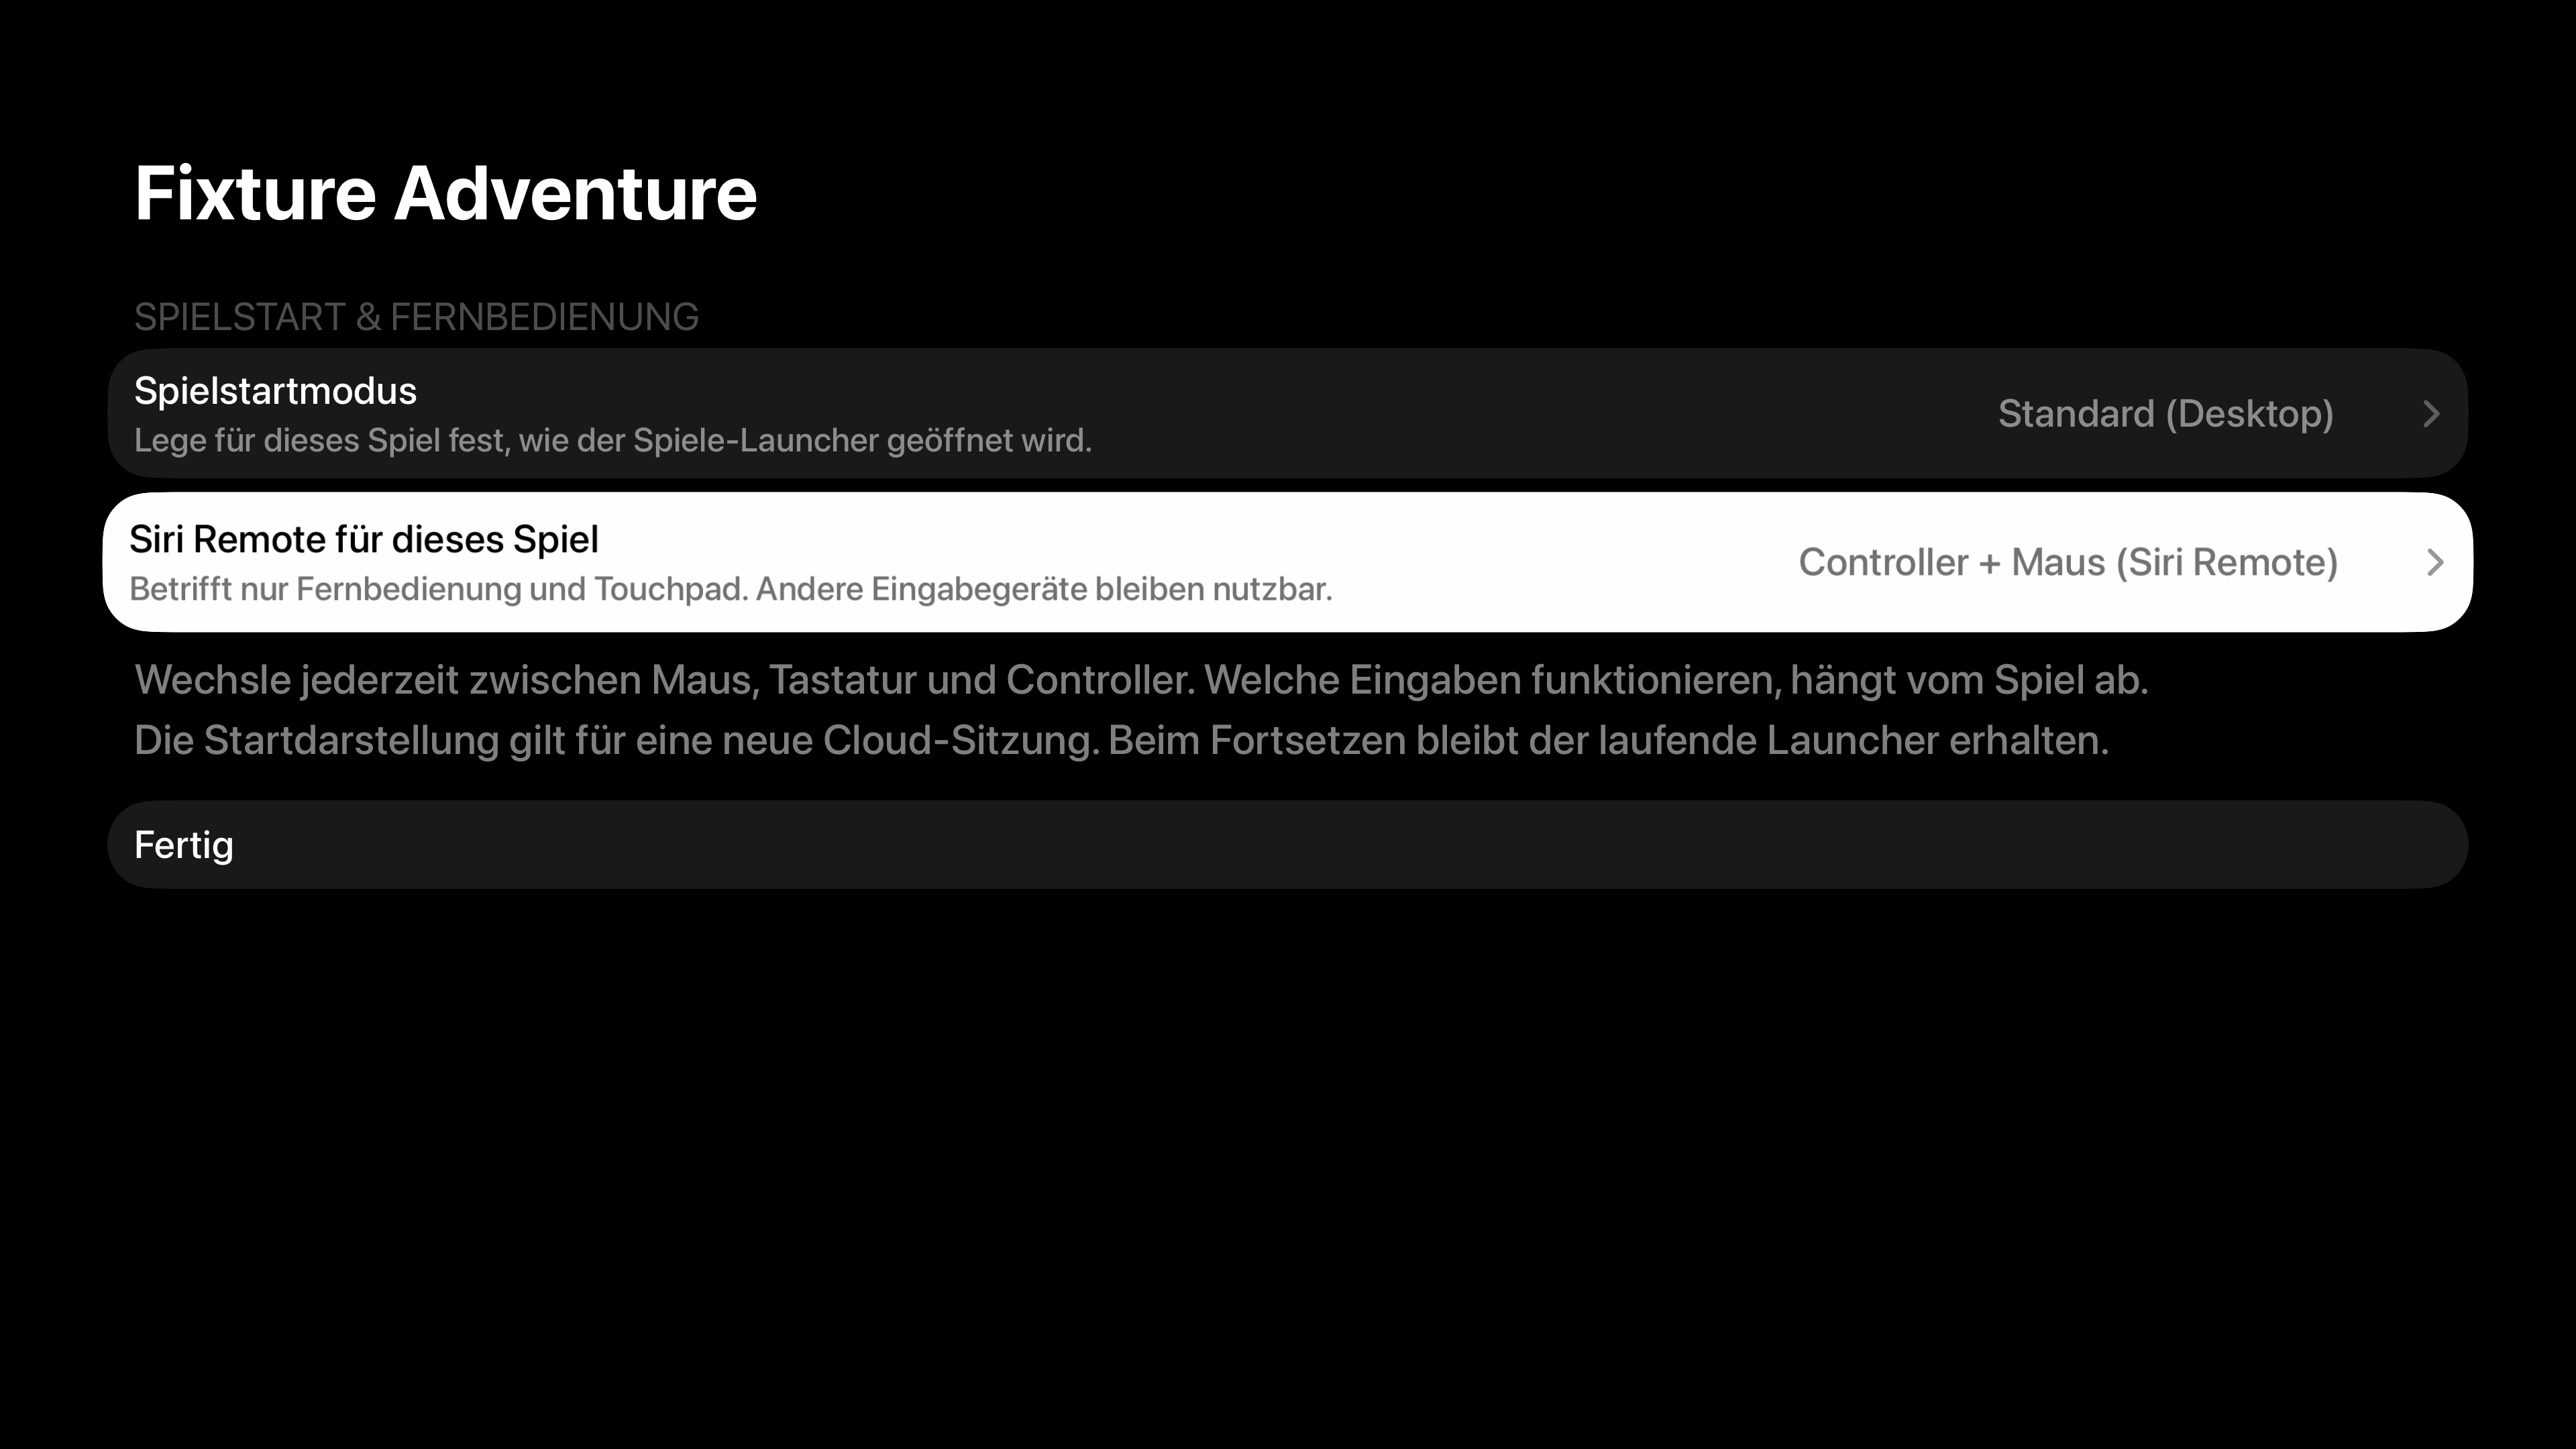 Fixture Adventure
SPIELSTART & FERNBEDIENUNG
Spielstartmodus
Lege für dieses Spiel fest, wie der Spiele-Launcher geöffnet wird.
Standard (Desktop)
Siri Remote für dieses Spiel
Betrifft nur Fernbedienung und Touchpad. Andere Eingabegeräte bleiben nutzbar.
Controller + Maus (Siri Remote)
Wechsle jederzeit zwischen Maus, Tastatur und Controller. Welche Eingaben funktionieren, hängt vom Spiel ab.
Die Startdarstellung gilt für eine neue Cloud-Sitzung. Beim Fortsetzen bleibt der laufende Launcher erhalten.
Fertig